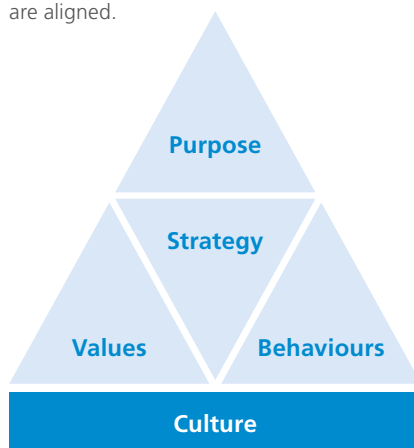 are aligned.
Purpose
Strategy
Values Behaviours
Culture